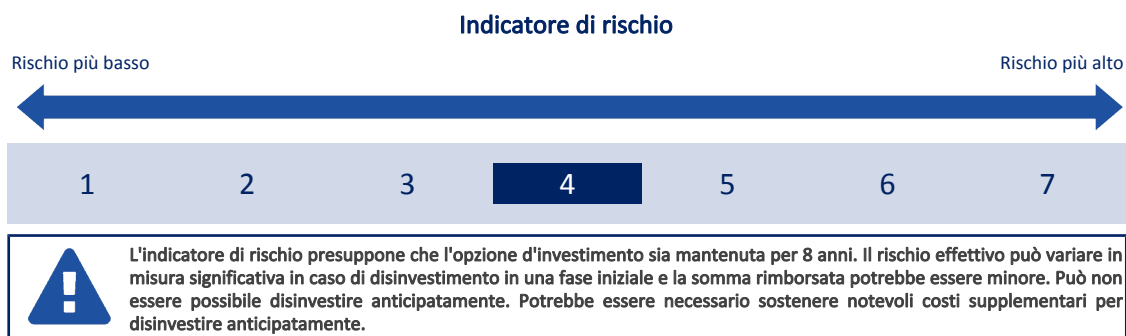 Indicatore di rischio
Rischio più basso Rischio più alto
1 2 3 4 5 6 7
L'indicatore di rischio presuppone che l'opzione d'investimento sia mantenuta per 8 anni. Il rischio effettivo può variare in
misura significativa in caso di disinvestimento in una fase iniziale e la somma rimborsata potrebbe essere minore. Può non
essere possibile disinvestire anticipatamente. Potrebbe essere necessario sostenere notevoli costi supplementari per
disinvestire anticipatamente.